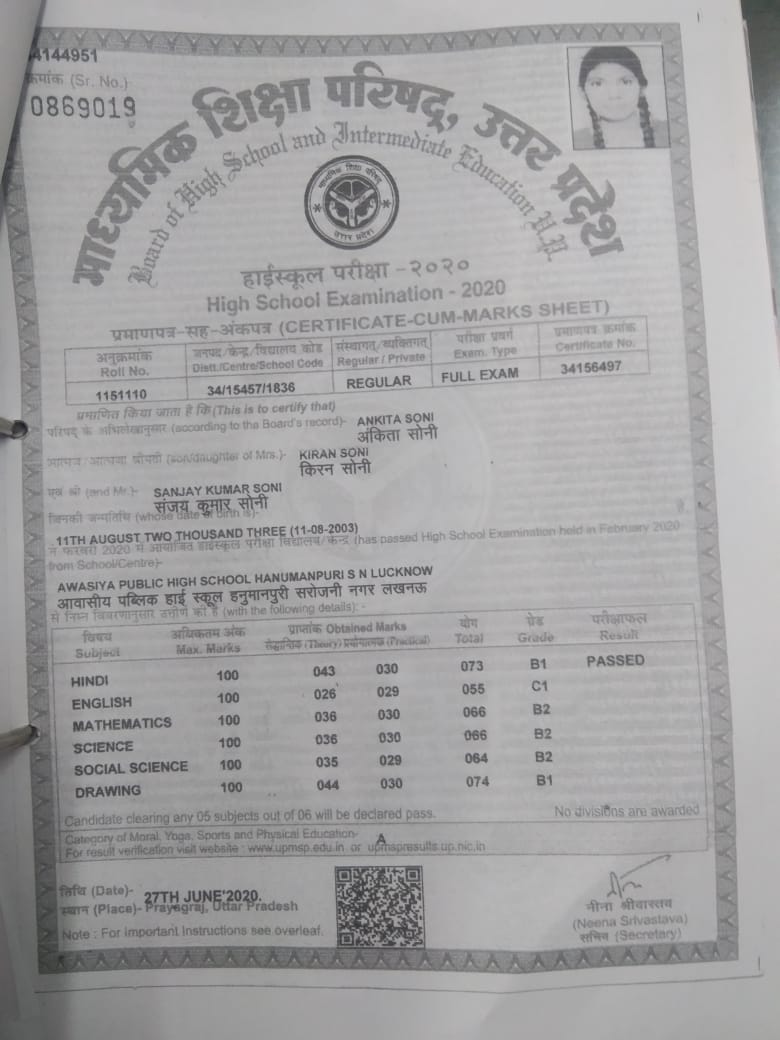 4144951
क्रमांक (Sr. No.)
0869019
माध्यमिक शिक्षा परिषद्, उत्तर प्रदेश
Board of High School and Intermediate Education U.P.
माध्यमिक शिक्षा परिषद
उत्तर प्रदेश
हाईस्कूल परीक्षा - २०२०
High School Examination - 2020
प्रमाणपत्र-सह-अंकपत्र (CERTIFICATE-CUM-MARKS SHEET)
अनुक्रमांक जनपद/केन्द्र/विद्यालय कोड संस्थागत/व्यक्तिगत् परीक्षा प्रवर्ग प्रमाणपत्र क्रमांक
Roll No. Distt./Centre/School Code Regular / Private Exam. Type Certificate No.
1151110 34/15457/1836 REGULAR FULL EXAM 34156497
प्रमाणित किया जाता है कि (This is to certify that)
परिषद् के अभिलेखानुसार (according to the Board's record)- ANKITA SONI
अंकिता सोनी
आत्मज/आत्मजा श्रीमती (son/daughter of Mrs.)- KIRAN SONI
किरन सोनी
एवं श्री (and Mr.)- SANJAY KUMAR SONI
संजय कुमार सोनी
जिनकी जन्मतिथि (whose date of birth is)- है
11TH AUGUST TWO THOUSAND THREE (11-08-2003)
ने फरवरी 2020 में आयोजित हाईस्कूल परीक्षा विद्यालय/केन्द्र (has passed High School Examination held in February 2020
from School/Centre)-
AWASIYA PUBLIC HIGH SCHOOL HANUMANPURI S N LUCKNOW
आवासीय पब्लिक हाई स्कूल हनुमानपुरी सरोजनी नगर लखनऊ
से निम्न विवरणानुसार उत्तीर्ण की है (with the following details): -
विषय अधिकतम अंक प्राप्तांक Obtained Marks योग ग्रेड परीक्षाफल
Subject Max. Marks सैद्धान्तिक (Theory) प्रयोगात्मक (Practical) Total Grade Result
HINDI 100 043 030 073 B1 PASSED
ENGLISH 100 026 029 055 C1
MATHEMATICS 100 036 030 066 B2
SCIENCE 100 036 030 066 B2
SOCIAL SCIENCE 100 035 029 064 B2
DRAWING 100 044 030 074 B1
Candidate clearing any 05 subjects out of 06 will be declared pass. No divisions are awarded
Category of Moral, Yoga, Sports and Physical Education- A
For result verification visit website : www.upmsp.edu.in or upmspresults.up.nic.in
तिथि (Date)- 27TH JUNE'2020.
स्थान (Place)- Prayagraj, Uttar Pradesh
Note : For Important Instructions see overleaf.
नीना श्रीवास्तव
(Neena Srivastava)
सचिव (Secretary)